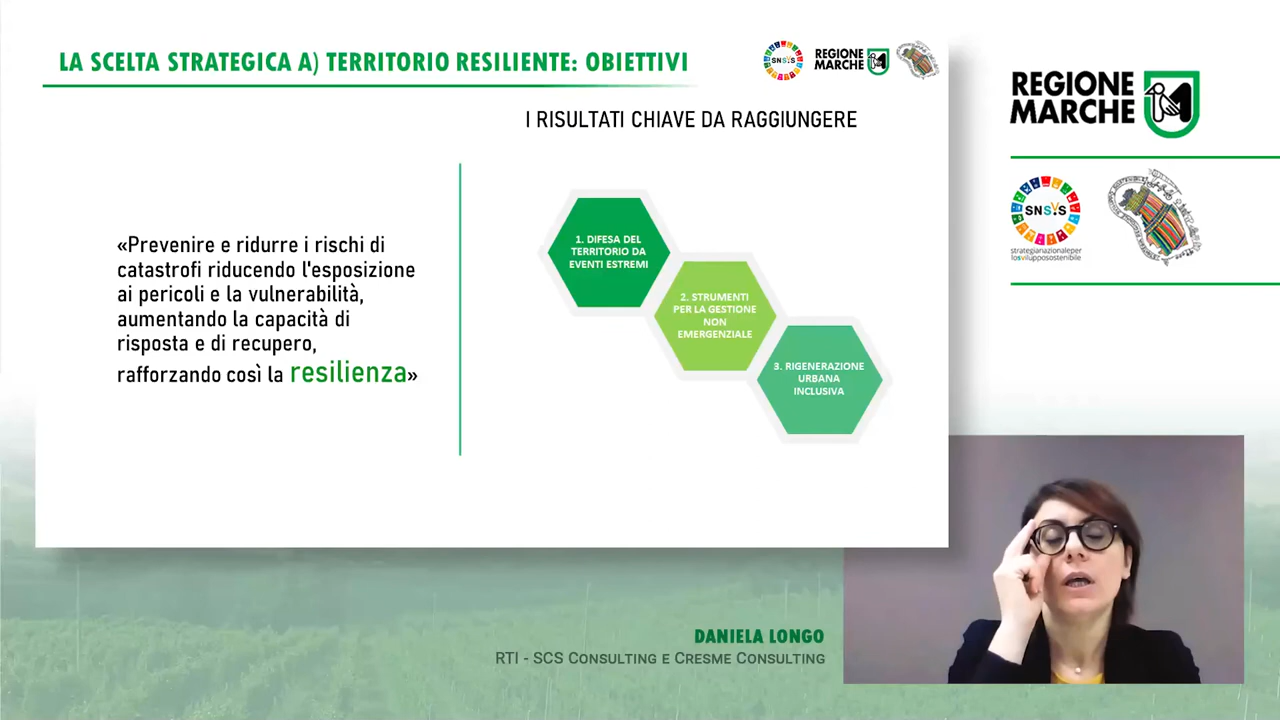 LA SCELTA STRATEGICA A) TERRITORIO RESILIENTE: OBIETTIVI
SNSVS
REGIONE
MARCHE
I RISULTATI CHIAVE DA RAGGIUNGERE
«Prevenire e ridurre i rischi di
catastrofi riducendo l'esposizione
ai pericoli e la vulnerabilità,
aumentando la capacità di
risposta e di recupero,
rafforzando così la resilienza»
1. DIFESA DEL
TERRITORIO DA
EVENTI ESTREMI
2. STRUMENTI
PER LA GESTIONE
NON
EMERGENZIALE
3. RIGENERAZIONE
URBANA
INCLUSIVA
REGIONE
MARCHE
SNSVS
strategianazionaleper
losvilupposostenibile
DANIELA LONGO
RTI - SCS CONSULTING E CRESME CONSULTING